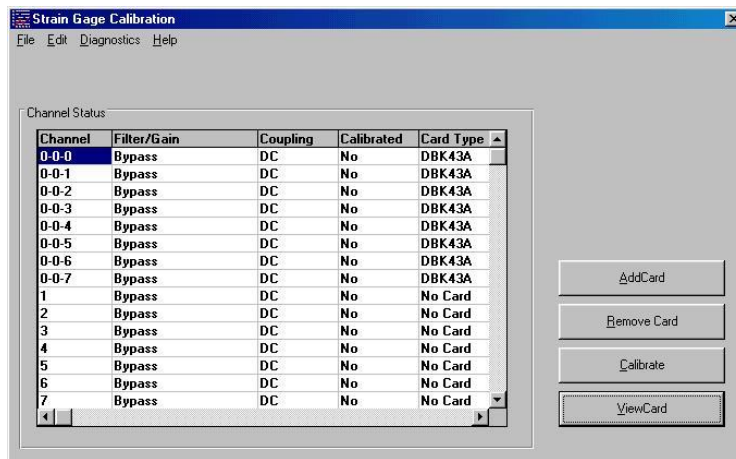 Strain Gage Calibration
File Edit Diagnostics Help
Channel Status
Channel Filter/Gain Coupling Calibrated Card Type
0-0-0 Bypass DC No DBK43A
0-0-1 Bypass DC No DBK43A
0-0-2 Bypass DC No DBK43A
0-0-3 Bypass DC No DBK43A
0-0-4 Bypass DC No DBK43A
0-0-5 Bypass DC No DBK43A
0-0-6 Bypass DC No DBK43A
0-0-7 Bypass DC No DBK43A
1 Bypass DC No No Card
2 Bypass DC No No Card
3 Bypass DC No No Card
4 Bypass DC No No Card
5 Bypass DC No No Card
6 Bypass DC No No Card
7 Bypass DC No No Card
AddCard
Remove Card
Calibrate
ViewCard